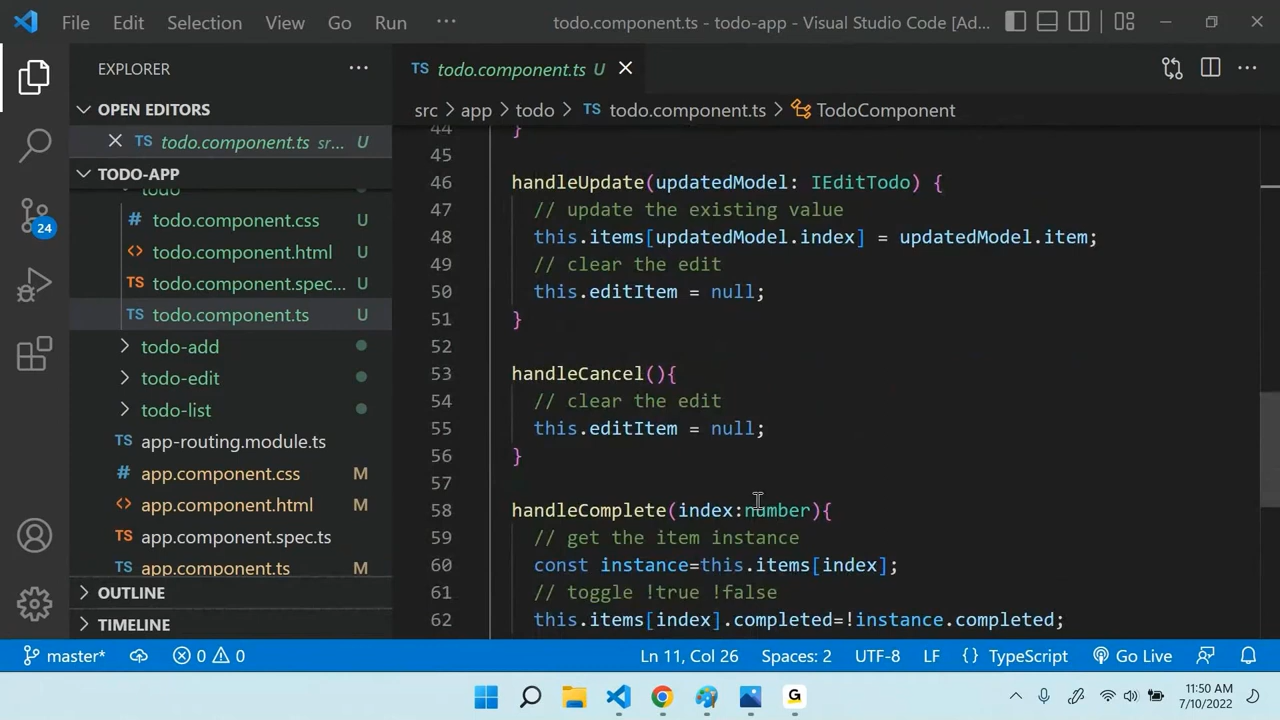 File Edit Selection View Go Run ··· todo.component.ts - todo-app - Visual Studio Code [Ad...
EXPLORER ···
OPEN EDITORS
TS todo.component.ts sr... U
TODO-APP
todo
# todo.component.css U
<> todo.component.html U
TS todo.component.spec... U
TS todo.component.ts U
todo-add
todo-edit
todo-list
TS app-routing.module.ts
# app.component.css M
<> app.component.html M
TS app.component.spec.ts
TS app.component.ts M
OUTLINE
TIMELINE
24
TS todo.component.ts U
src > app > todo > TS todo.component.ts > TodoComponent
44 }
45
46 handleUpdate(updatedModel: IEditTodo) {
47 // update the existing value
48 this.items[updatedModel.index] = updatedModel.item;
49 // clear the edit
50 this.editItem = null;
51 }
52
53 handleCancel(){
54 // clear the edit
55 this.editItem = null;
56 }
57
58 handleComplete(index:number){
59 // get the item instance
60 const instance=this.items[index];
61 // toggle !true !false
62 this.items[index].completed=!instance.completed;
master* 0 0 Ln 11, Col 26 Spaces: 2 UTF-8 LF {} TypeScript Go Live
G
11:50 AM
7/10/2022